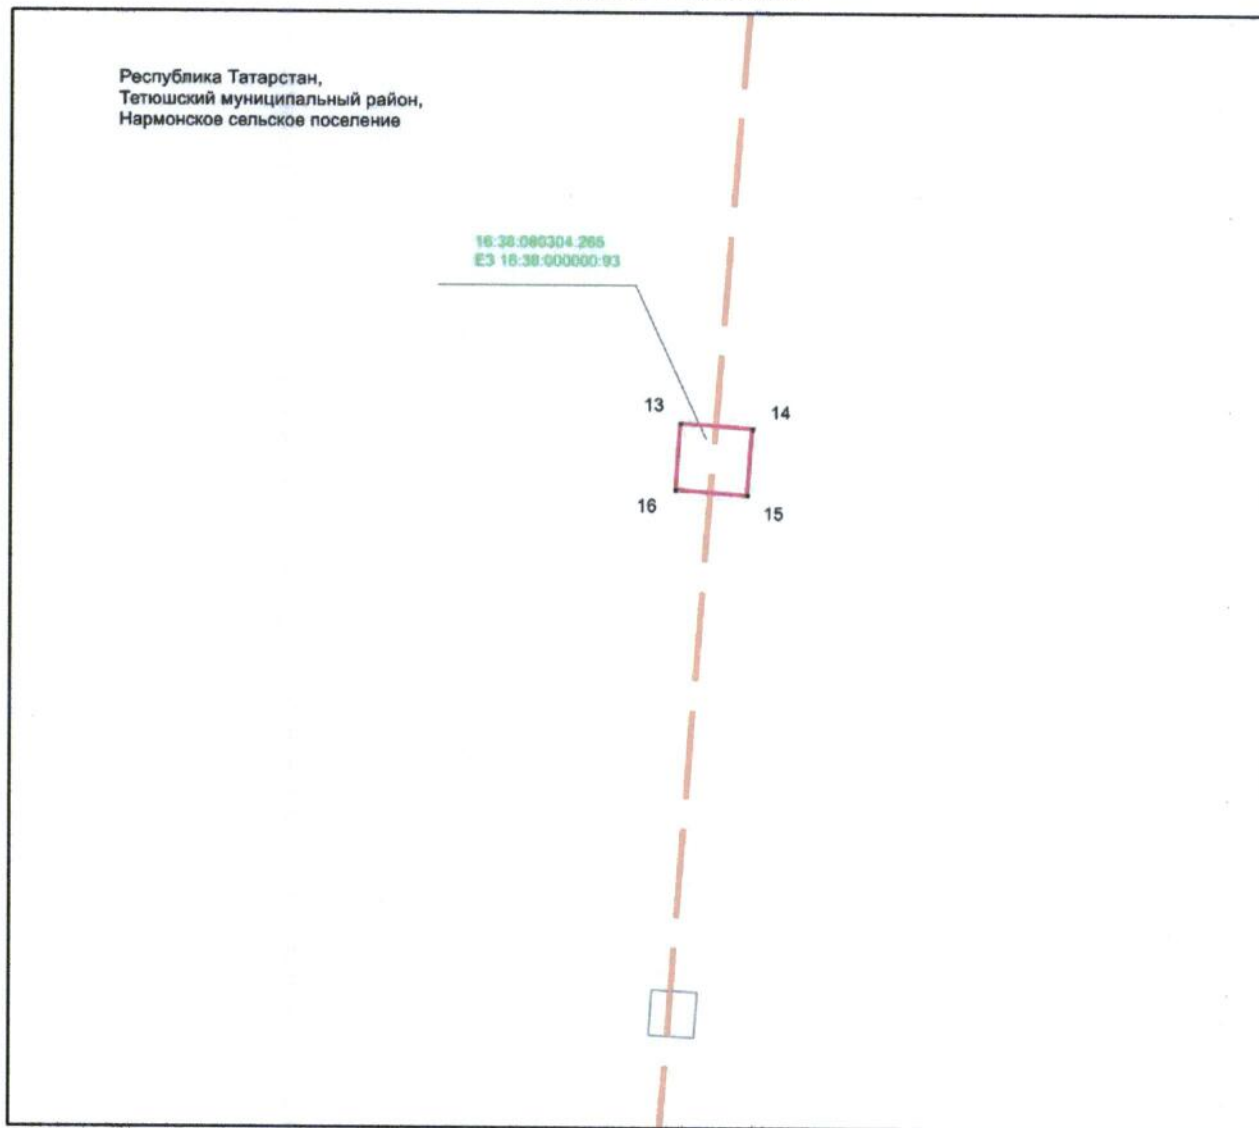 Республика Татарстан,
Тетюшский муниципальный район,
Нармонское сельское поселение
16:38:080304:265
ЕЗ 16:38:000000:93
13
14
16
15